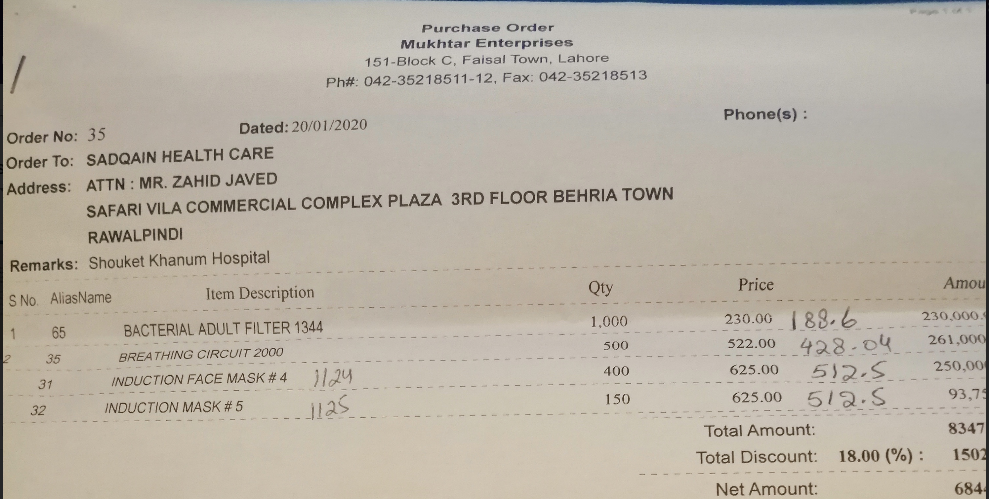 Page 1 of 1
Purchase Order
Mukhtar Enterprises
151-Block C, Faisal Town, Lahore
Ph#: 042-35218511-12, Fax: 042-35218513
Phone(s) :
Order No: 35 Dated: 20/01/2020
Order To: SADQAIN HEALTH CARE
Address: ATTN : MR. ZAHID JAVED
SAFARI VILA COMMERCIAL COMPLEX PLAZA 3RD FLOOR BEHRIA TOWN
RAWALPINDI
Remarks: Shouket Khanum Hospital
S No. AliasName Item Description Qty Price Amou
1 65 BACTERIAL ADULT FILTER 1344 1,000 230.00 188.6 230,000.
2 35 BREATHING CIRCUIT 2000 500 522.00 428.04 261,000
31 INDUCTION FACE MASK # 4 1124 400 625.00 512.5 250,00
32 INDUCTION MASK # 5 1125 150 625.00 512.5 93,75
Total Amount: 8347
Total Discount: 18.00 (%) : 1502
Net Amount: 684